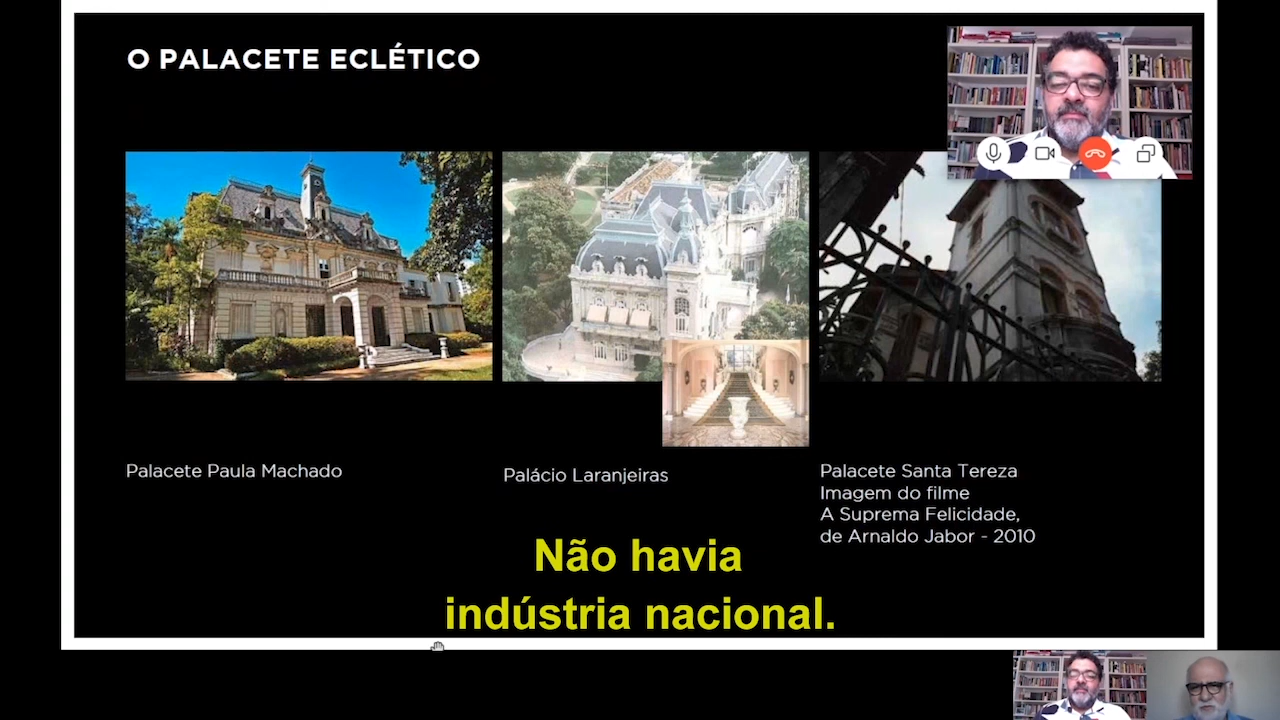 O PALACETE ECLÉTICO
Palacete Paula Machado
Palácio Laranjeiras
Palacete Santa Tereza
Imagem do filme
A Suprema Felicidade,
de Arnaldo Jabor - 2010
Não havia
indústria nacional.